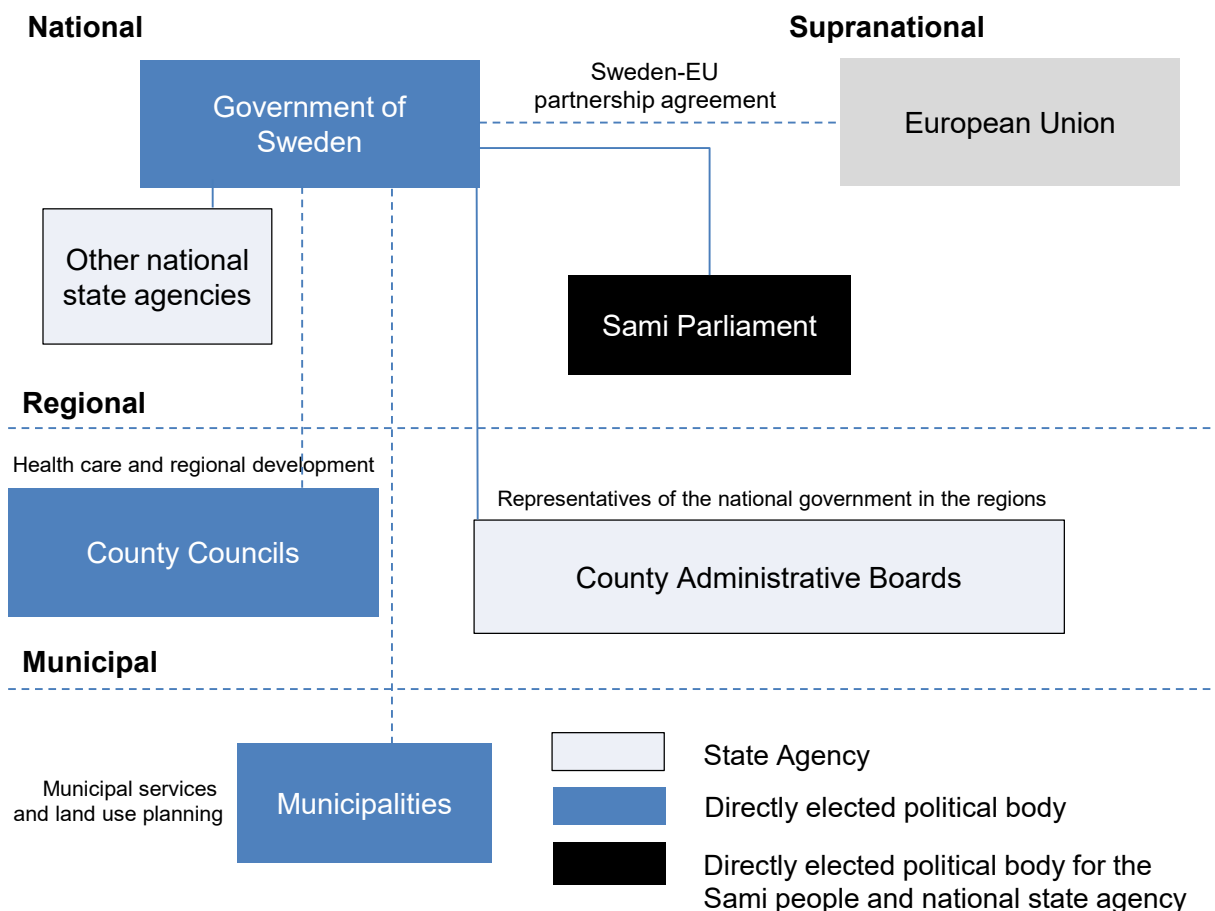 National
Supranational
Government of
Sweden
Sweden-EU
partnership agreement
European Union
Other national
state agencies
Sami Parliament
Regional
Health care and regional development
County Councils
Representatives of the national government in the regions
County Administrative Boards
Municipal
Municipal services
and land use planning
Municipalities
State Agency
Directly elected political body
Directly elected political body for the
Sami people and national state agency